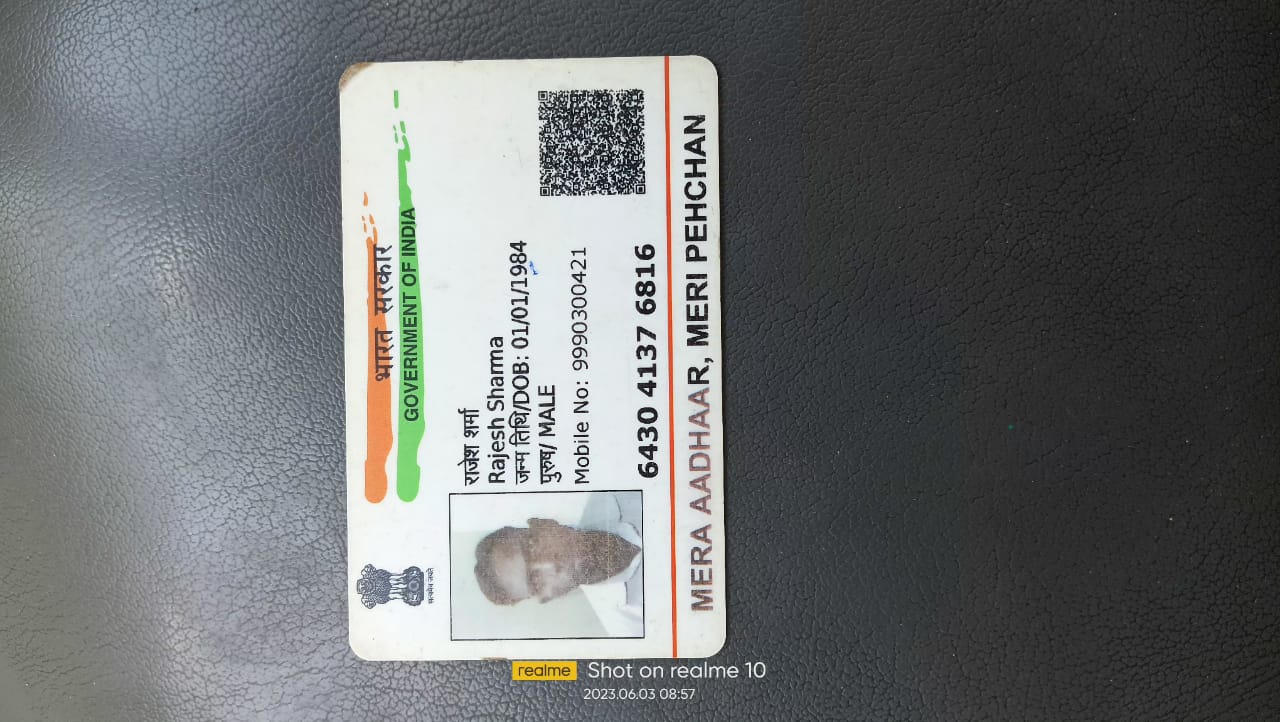 भारत सरकार
GOVERNMENT OF INDIA
सत्यमेव जयते
राजेश शर्मा
Rajesh Sharma
जन्म तिथि/DOB: 01/01/1984
पुरुष/ MALE
Mobile No: 9990300421
6430 4137 6816
MERA AADHAAR, MERI PEHCHAN
realme Shot on realme 10
2023.06.03 08:57